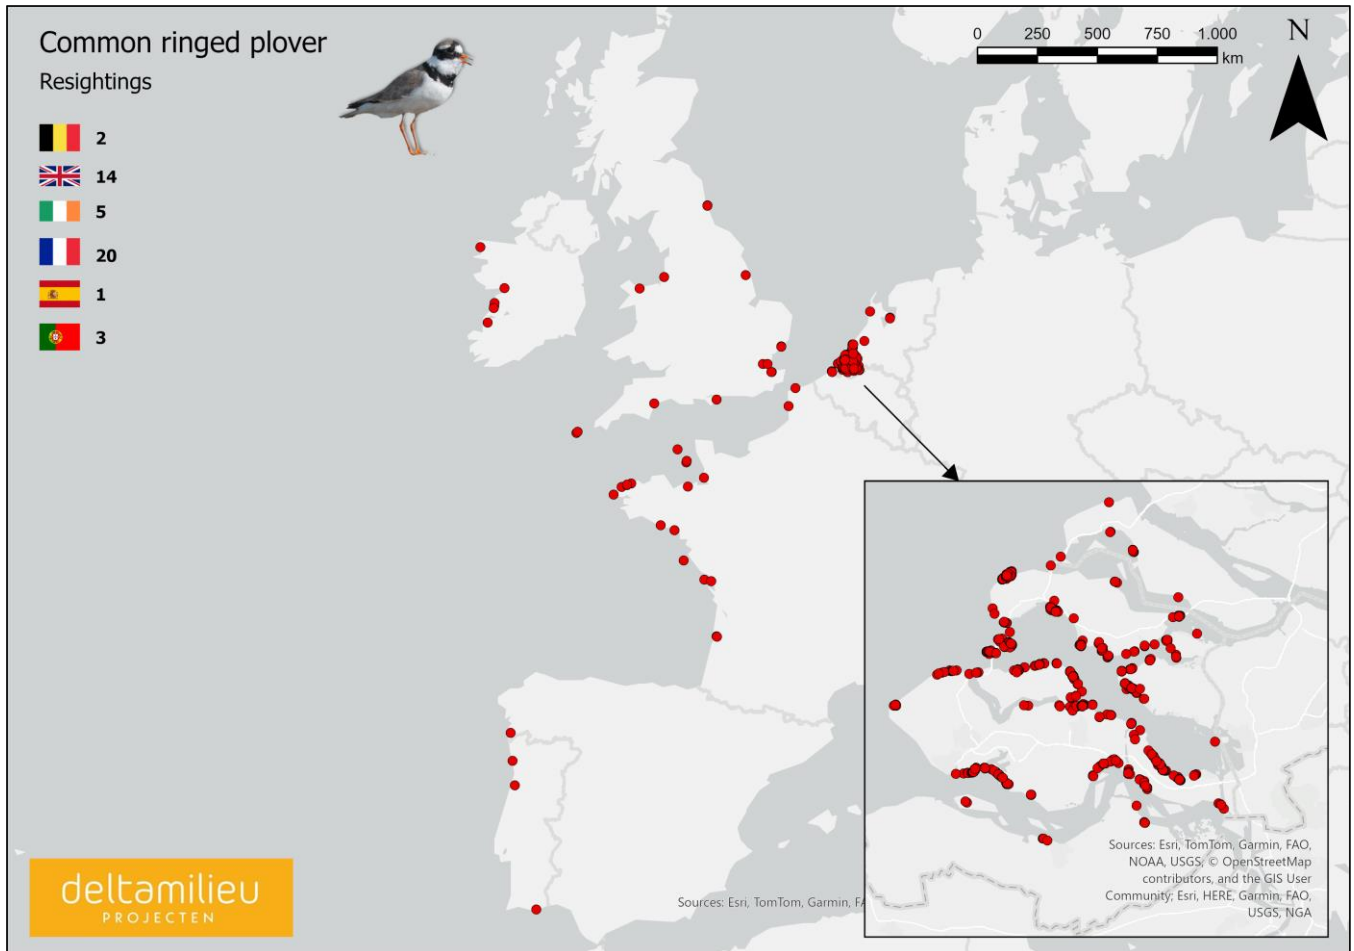 Common ringed plover
Resightings
2
14
5
20
1
3
0 250 500 750 1.000
km
N
Sources: Esri, TomTom, Garmin, FA
Sources: Esri, TomTom, Garmin, FAO,
NOAA, USGS, © OpenStreetMap
contributors, and the GIS User
Community; Esri, HERE, Garmin, FAO,
USGS, NGA
deltamilieu
PROJECTEN